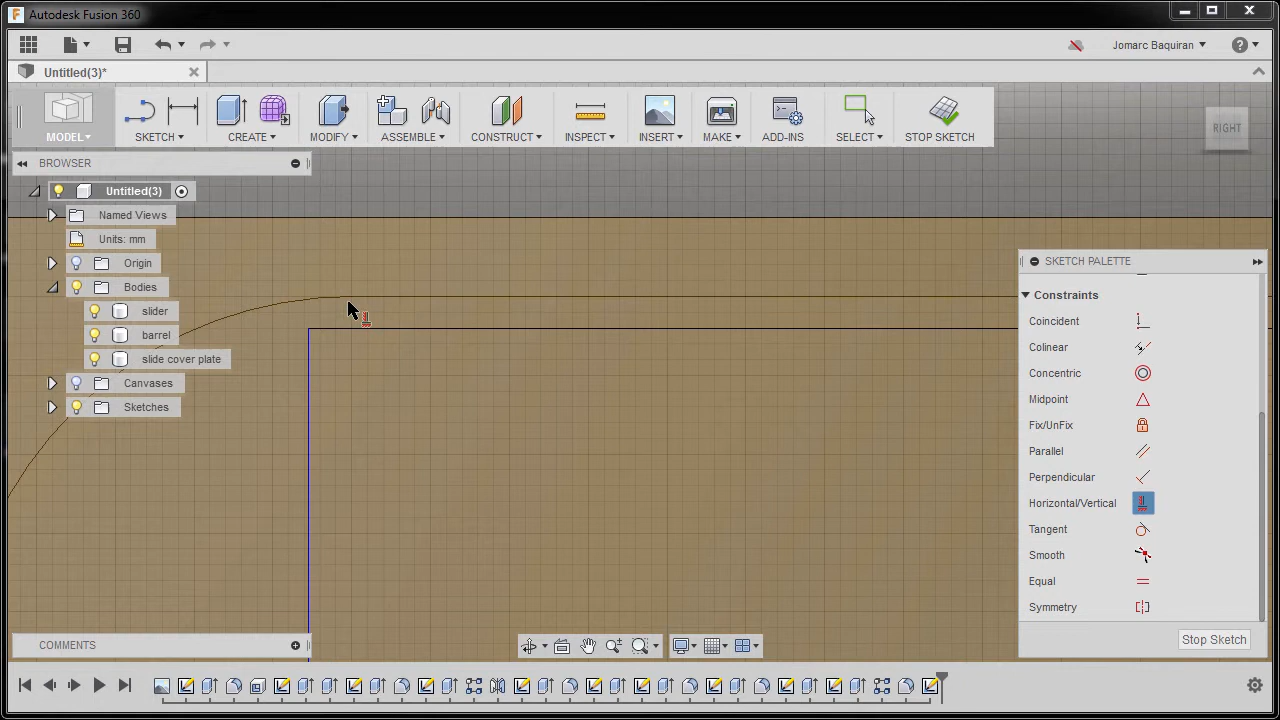 Autodesk Fusion 360
Jomarc Baquiran
Untitled(3)*
MODEL
SKETCH
CREATE
MODIFY
ASSEMBLE
CONSTRUCT
INSPECT
INSERT
MAKE
ADD-INS
SELECT
STOP SKETCH
RIGHT
BROWSER
Untitled(3)
Named Views
Units: mm
Origin
Bodies
slider
barrel
slide cover plate
Canvases
Sketches
SKETCH PALETTE
Constraints
Coincident
Colinear
Concentric
Midpoint
Fix/UnFix
Parallel
Perpendicular
Horizontal/Vertical
Tangent
Smooth
Equal
Symmetry
Stop Sketch
COMMENTS